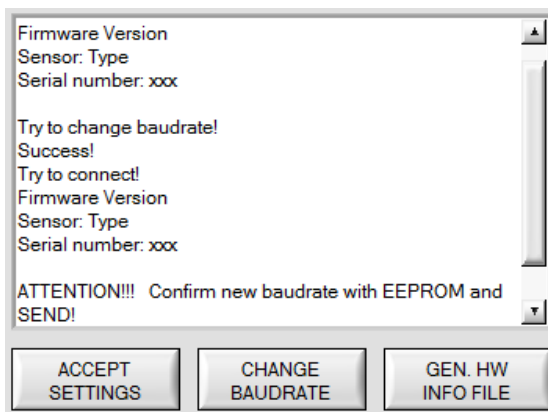 Firmware Version
Sensor: Type
Serial number: xxx
Try to change baudrate!
Success!
Try to connect!
Firmware Version
Sensor: Type
Serial number: xxx
ATTENTION!!!   Confirm new baudrate with EEPROM and
SEND!
ACCEPT
SETTINGS
CHANGE
BAUDRATE
GEN. HW
INFO FILE